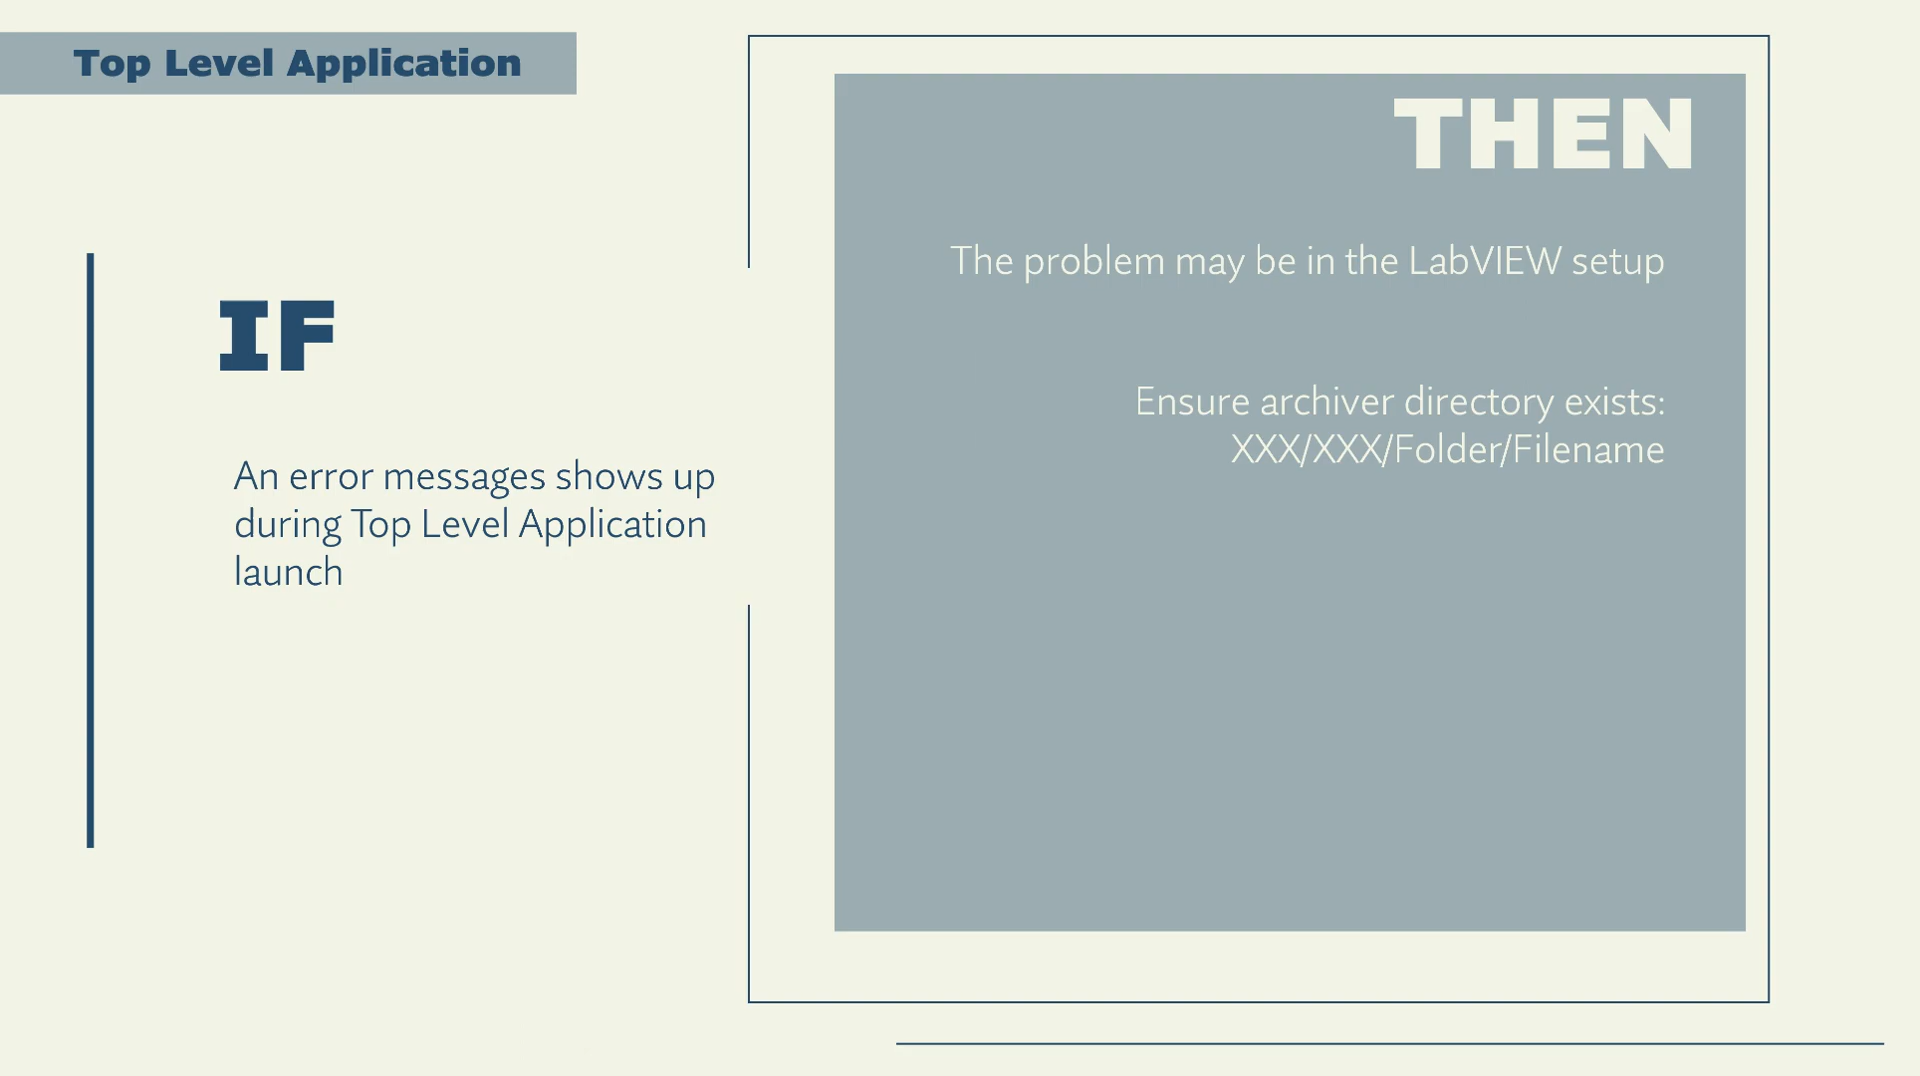 Top Level Application
IF
An error messages shows up
during Top Level Application
launch
THEN
The problem may be in the LabVIEW setup
Ensure archiver directory exists:
XXX/XXX/Folder/Filename